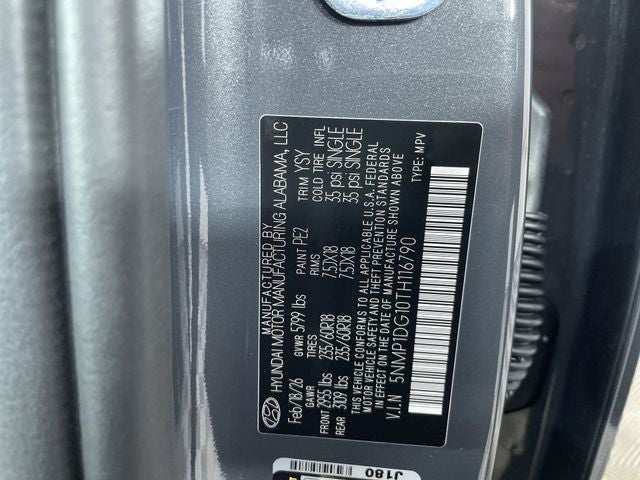 MANUFACTURED BY
HYUNDAI MOTOR MANUFACTURING ALABAMA, LLC
Feb/18/26 GVWR 5799 lbs PAINT PE2 TRIM YSY
GAWR TIRES RIMS COLD TIRE INFL
FRONT 2955 lbs 235/60R18 7.5JX18 35 psi SINGLE
REAR 3109 lbs 235/60R18 7.5JX18 35 psi SINGLE
THIS VEHICLE CONFORMS TO ALL APPLICABLE U.S.A. FEDERAL
MOTOR VEHICLE SAFETY AND THEFT PREVENTION STANDARDS
IN EFFECT ON THE DATE OF MANUFACTURE SHOWN ABOVE
V.I.N 5NMP1DG10TH116790 TYPE: MPV
J180